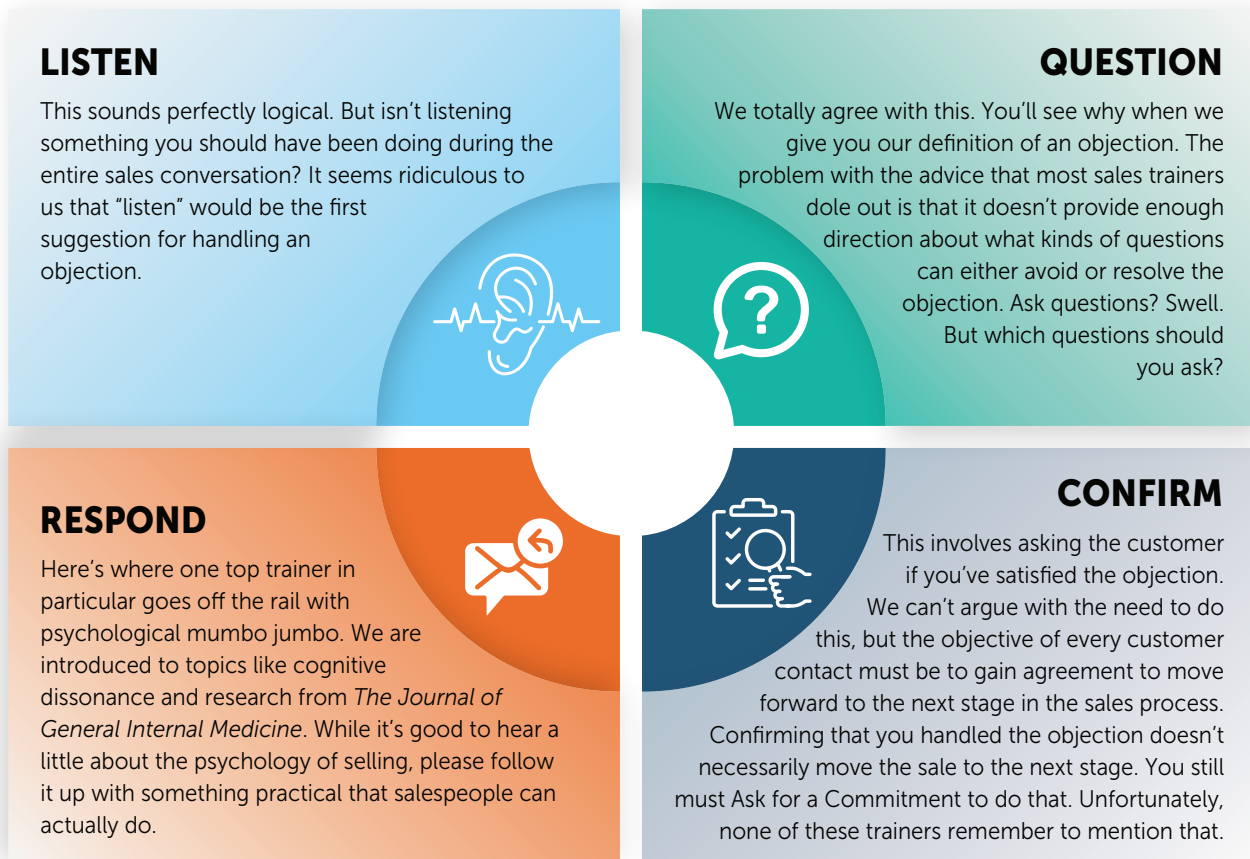 LISTEN
This sounds perfectly logical. But isn’t listening
something you should have been doing during the
entire sales conversation? It seems ridiculous to
us that “listen” would be the first
suggestion for handling an
objection.
QUESTION
We totally agree with this. You’ll see why when we
give you our definition of an objection. The
problem with the advice that most sales trainers
dole out is that it doesn’t provide enough
direction about what kinds of questions
can either avoid or resolve the
objection. Ask questions? Swell.
But which questions should
you ask?
?
RESPOND
Here’s where one top trainer in
particular goes off the rail with
psychological mumbo jumbo. We are
introduced to topics like cognitive
dissonance and research from The Journal of
General Internal Medicine. While it’s good to hear a
little about the psychology of selling, please follow
it up with something practical that salespeople can
actually do.
CONFIRM
This involves asking the customer
if you’ve satisfied the objection.
We can’t argue with the need to do
this, but the objective of every customer
contact must be to gain agreement to move
forward to the next stage in the sales process.
Confirming that you handled the objection doesn’t
necessarily move the sale to the next stage. You still
must Ask for a Commitment to do that. Unfortunately,
none of these trainers remember to mention that.